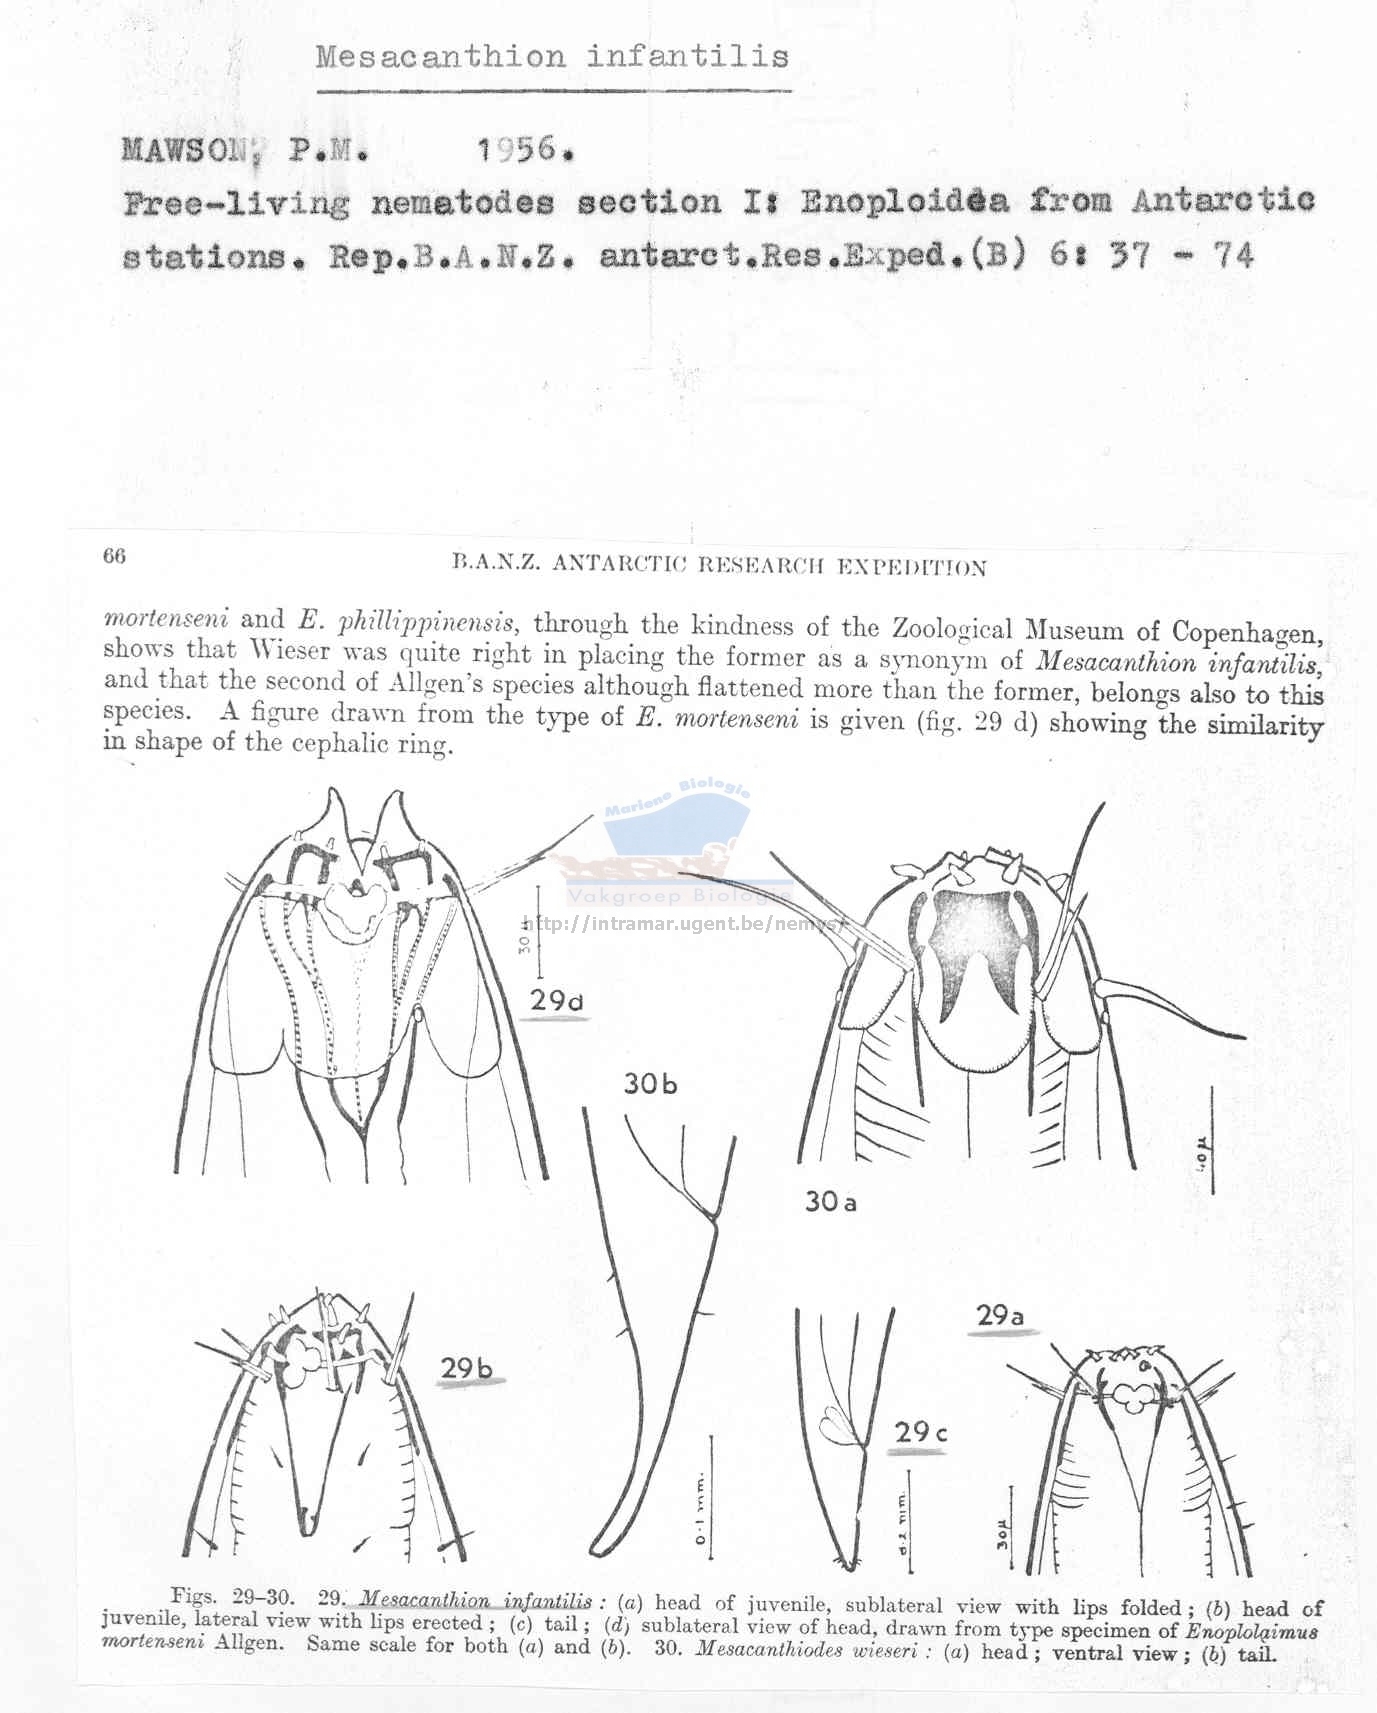 Mesacanthion infantilis
MAWSON, P.M. 1956.
Free-living nematodes section I: Enoploidea from Antarctic
stations. Rep.B.A.N.Z. antarct.Res.Exped.(B) 6: 37 - 74
66
B.A.N.Z. ANTARCTIC RESEARCH EXPEDITION
mortenseni and E. phillippinensis, through the kindness of the Zoological Museum of Copenhagen,
shows that Wieser was quite right in placing the former as a synonym of Mesacanthion infantilis,
and that the second of Allgen's species although flattened more than the former, belongs also to this
species. A figure drawn from the type of E. mortenseni is given (fig. 29 d) showing the similarity
in shape of the cephalic ring.
Mariene Biologie
Vakgroep Biologie
http://intramar.ugent.be/nemys/
30 µ
29d
30b
30a
29a
29b
29c
0.1 mm.
0.2 mm.
30µ
Figs. 29–30. 29. Mesacanthion infantilis : (a) head of juvenile, sublateral view with lips folded ; (b) head of
juvenile, lateral view with lips erected ; (c) tail ; (d) sublateral view of head, drawn from type specimen of Enoplolaimus
mortenseni Allgen. Same scale for both (a) and (b). 30. Mesacanthiodes wieseri : (a) head ; ventral view ; (b) tail.